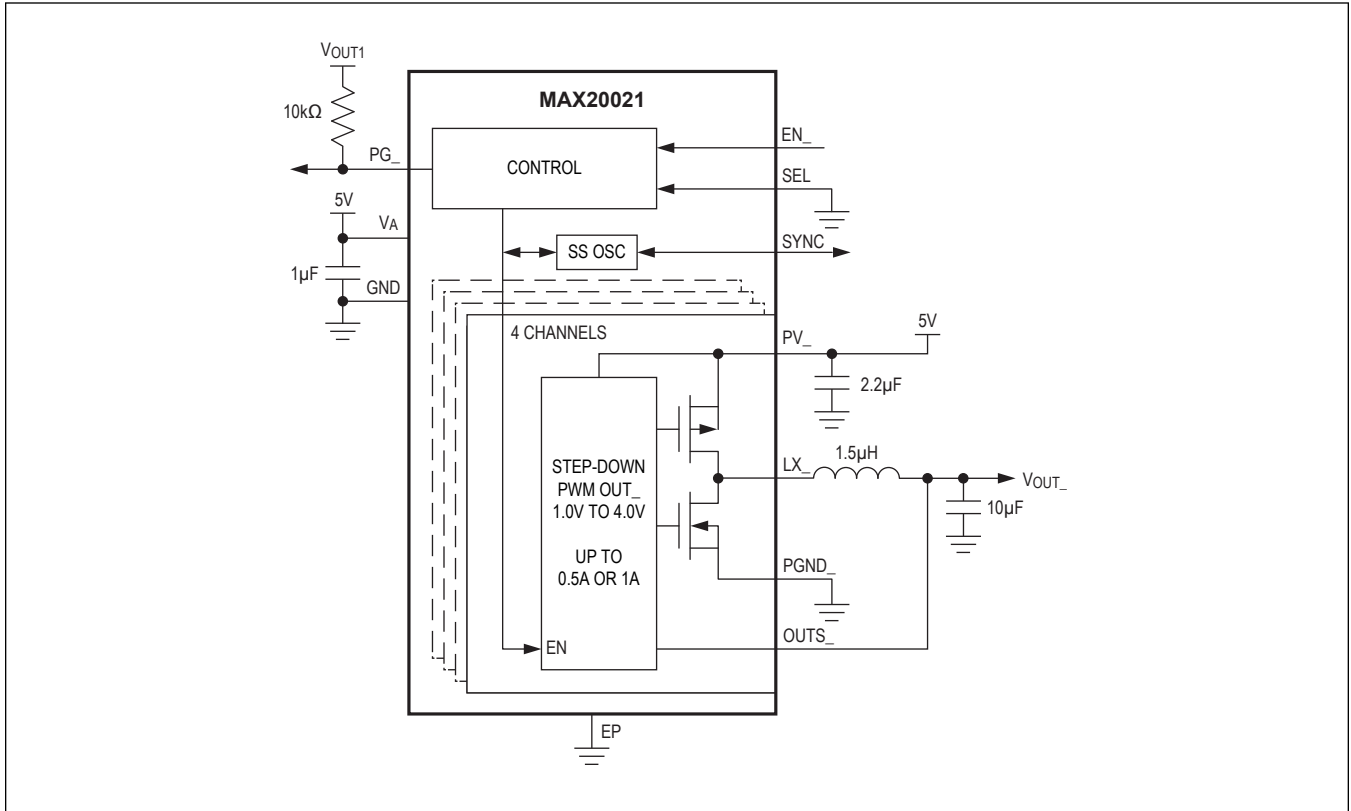 VOUT1
10kΩ
PG_
5V
VA
1µF
GND
MAX20021
CONTROL
EN_
SEL
SS OSC
SYNC
4 CHANNELS
PV_
5V
2.2µF
STEP-DOWN
PWM OUT_
1.0V TO 4.0V
UP TO
0.5A OR 1A
EN
LX_
1.5µH
VOUT_
10µF
PGND_
OUTS_
EP